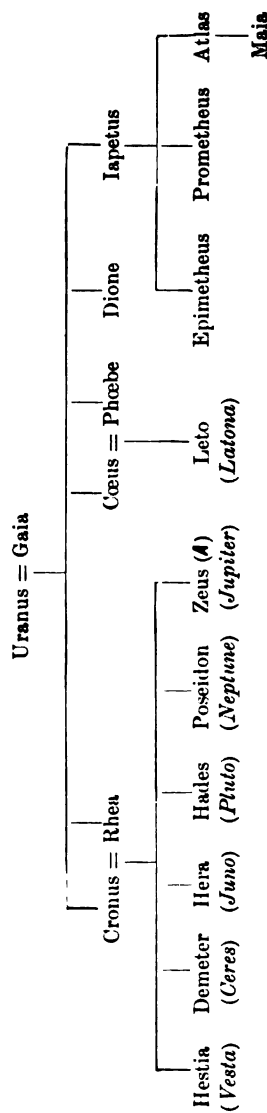 Uranus = Gaia
Cronus = Rhea Cœus = Phœbe Dione Iapetus
Hestia Demeter Hera Hades Poseidon Zeus (A) Leto Epimetheus Prometheus Atlas
(Vesta) (Ceres) (Juno) (Pluto) (Neptune) (Jupiter) (Latona) Maia